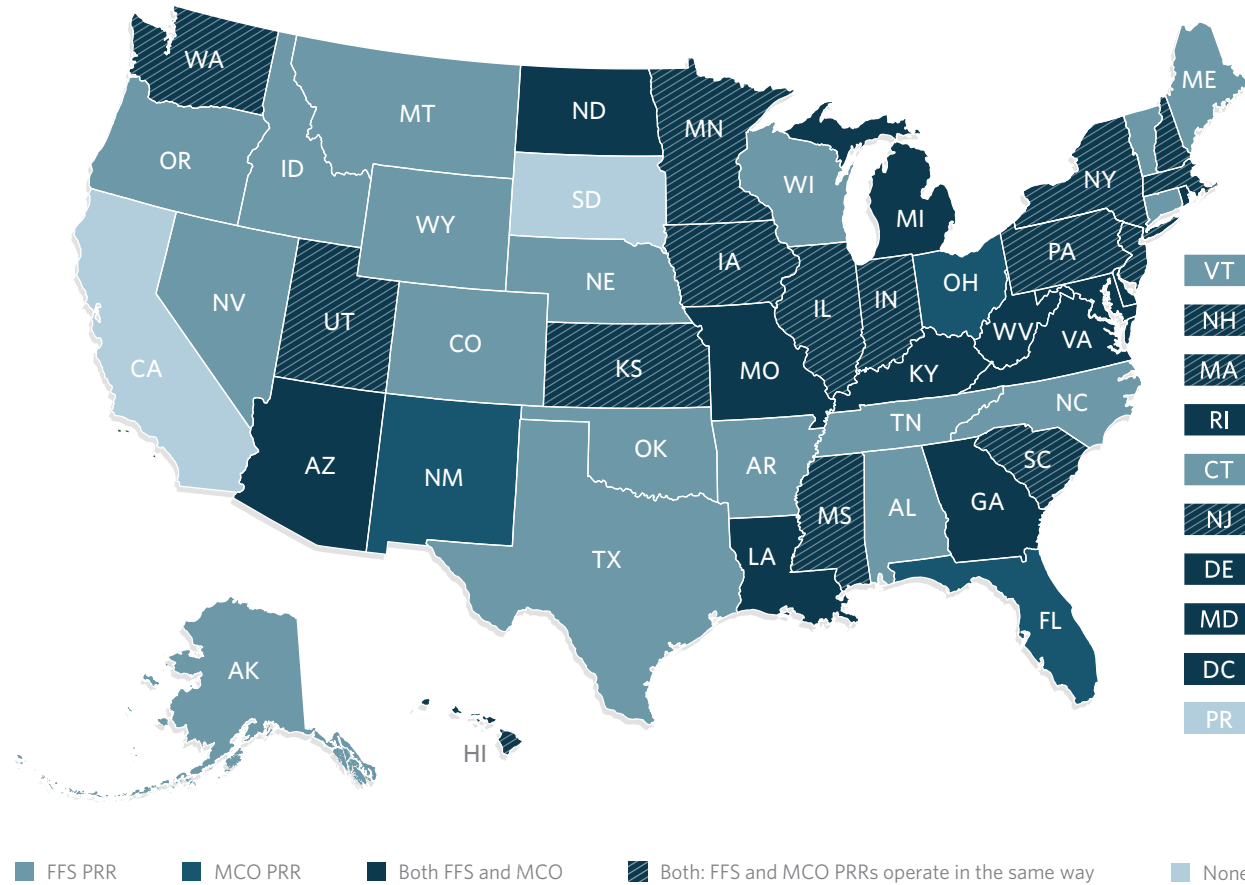 WA
MT
ND
MN
ME
OR
ID
WI
NY
SD
MI
WY
IA
PA
NE
OH
VT
NV
UT
IL
IN
NH
CO
WV
VA
CA
KS
MO
KY
MA
NC
TN
RI
OK
AR
SC
AZ
NM
CT
GA
MS
AL
NJ
TX
LA
DE
FL
MD
AK
DC
PR
HI
FFS PRR
MCO PRR
Both FFS and MCO
Both: FFS and MCO PRRs operate in the same way
None